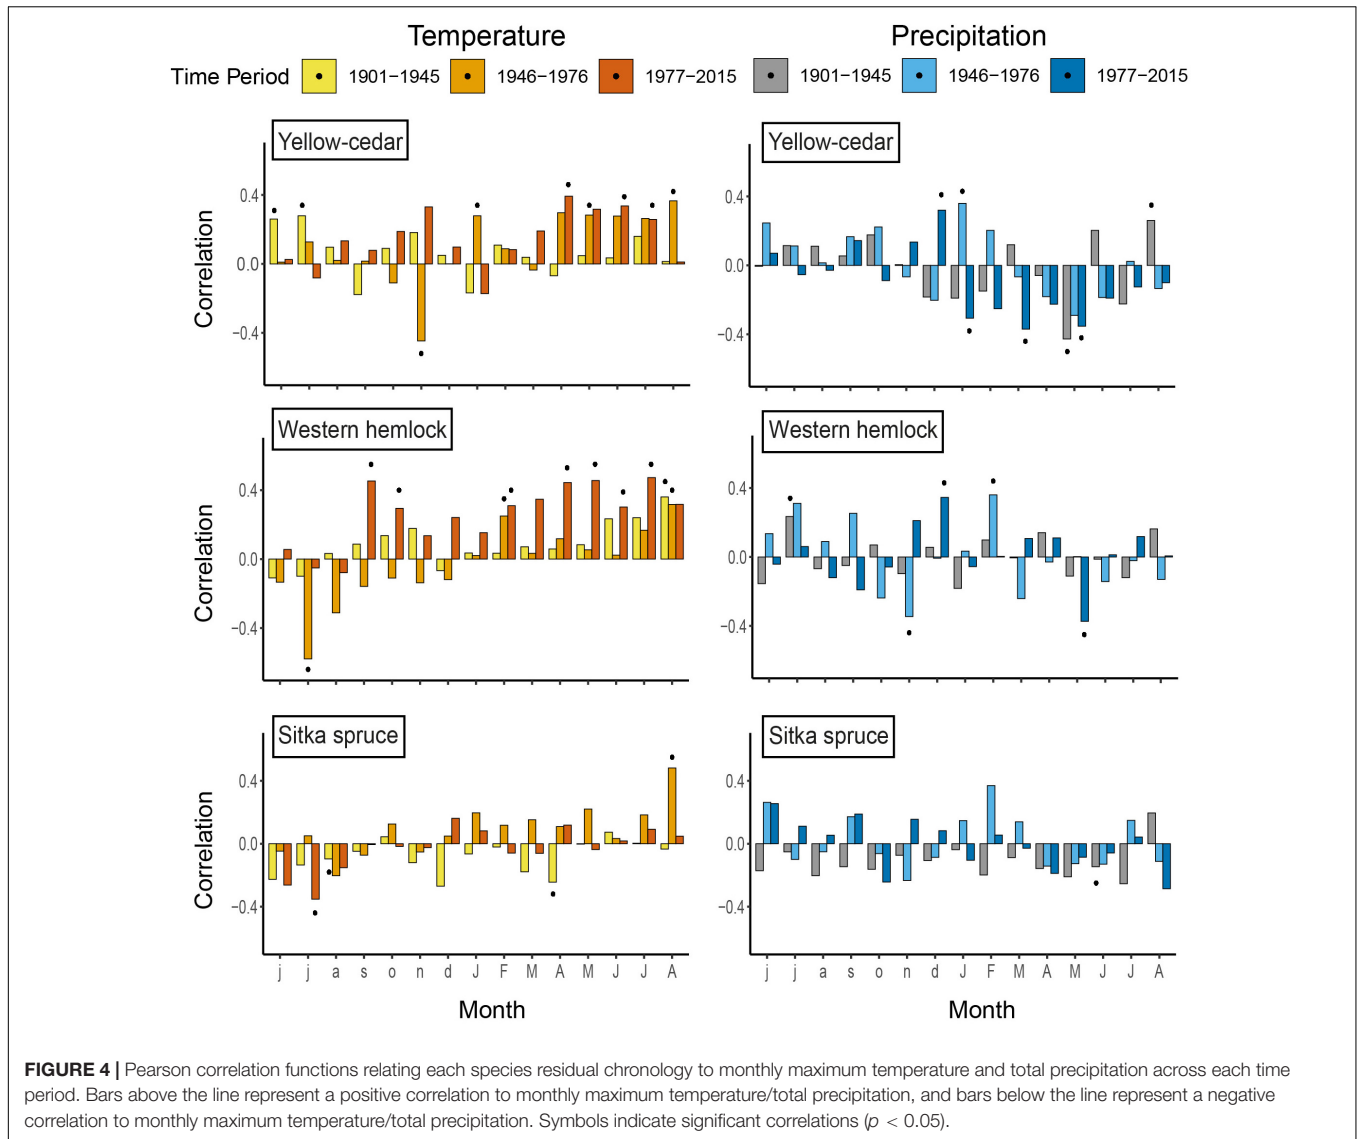 Temperature Precipitation
Time Period 1901−1945 1946−1976 1977−2015 1901−1945 1946−1976 1977−2015
Yellow-cedar Yellow-cedar
0.4 0.4
Correlation 0.0 0.0
−0.4 −0.4
Western hemlock Western hemlock
0.4 0.4
Correlation 0.0 0.0
−0.4 −0.4
Sitka spruce Sitka spruce
0.4 0.4
Correlation 0.0 0.0
−0.4 −0.4
j j a s o n d J F M A M J J A j j a s o n d J F M A M J J A
Month Month
FIGURE 4 | Pearson correlation functions relating each species residual chronology to monthly maximum temperature and total precipitation across each time
period. Bars above the line represent a positive correlation to monthly maximum temperature/total precipitation, and bars below the line represent a negative
correlation to monthly maximum temperature/total precipitation. Symbols indicate significant correlations (p < 0.05).